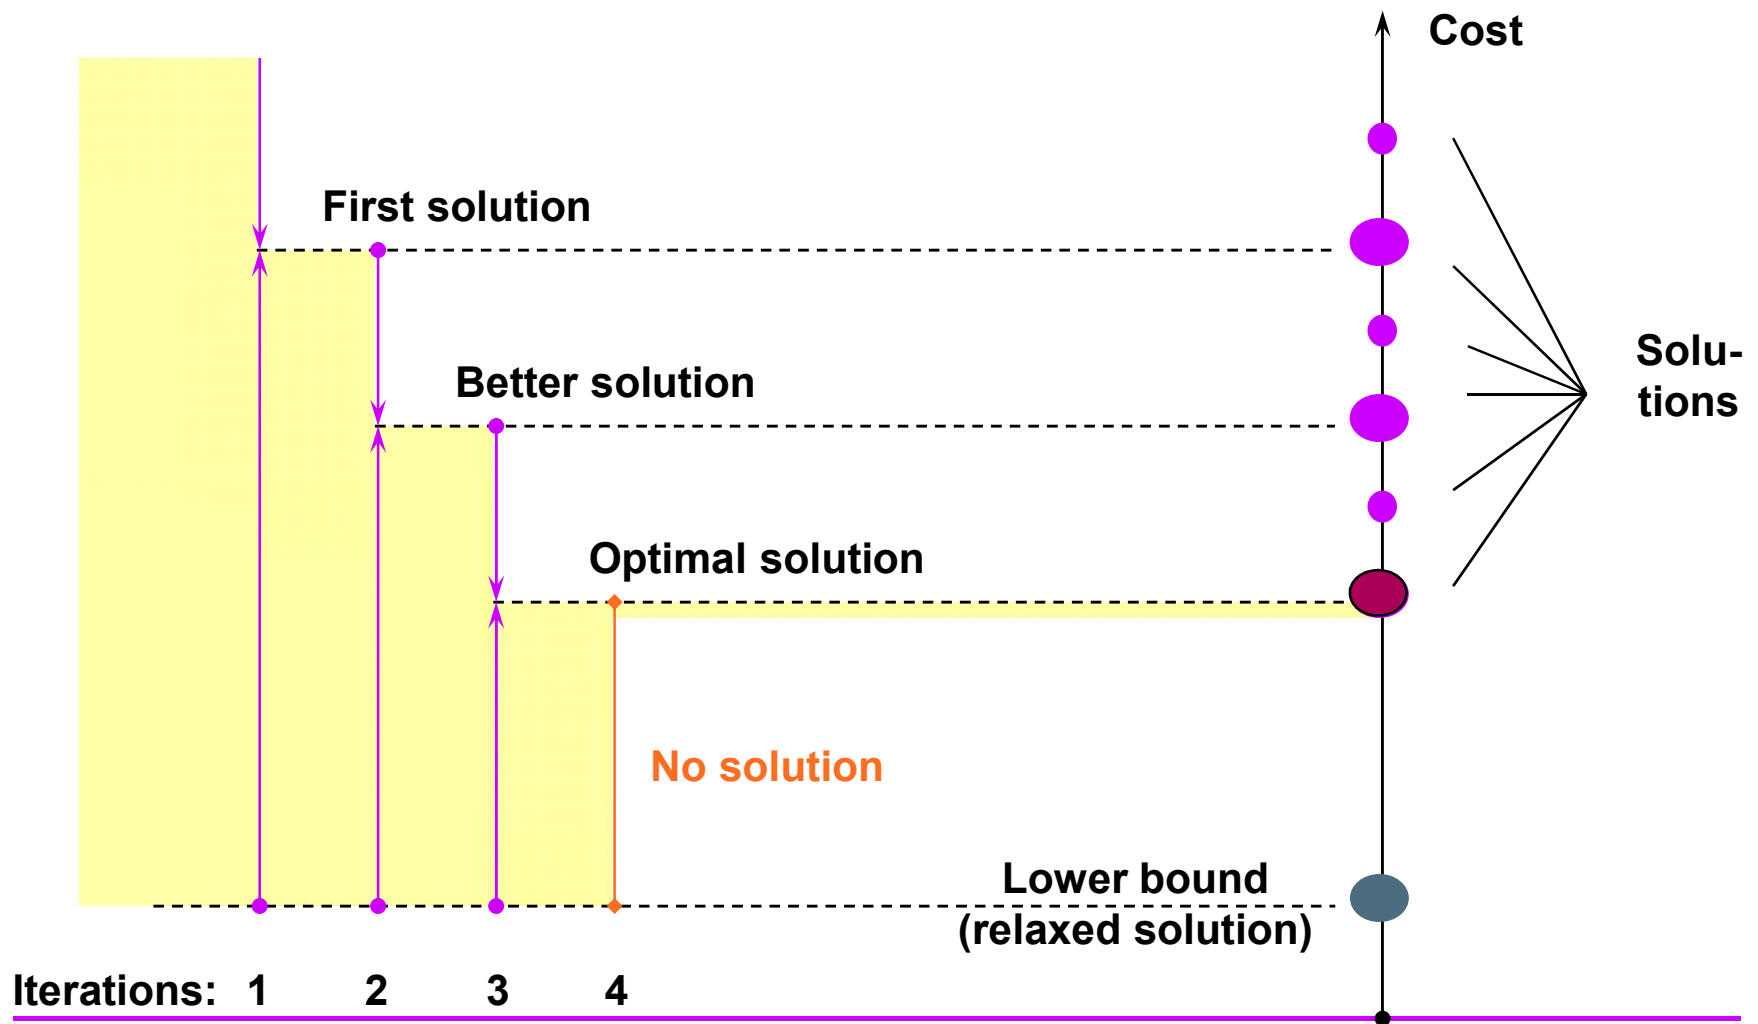 Cost
First solution
Better solution
Solu-
tions
Optimal solution
No solution
Lower bound
(relaxed solution)
Iterations: 1 2 3 4